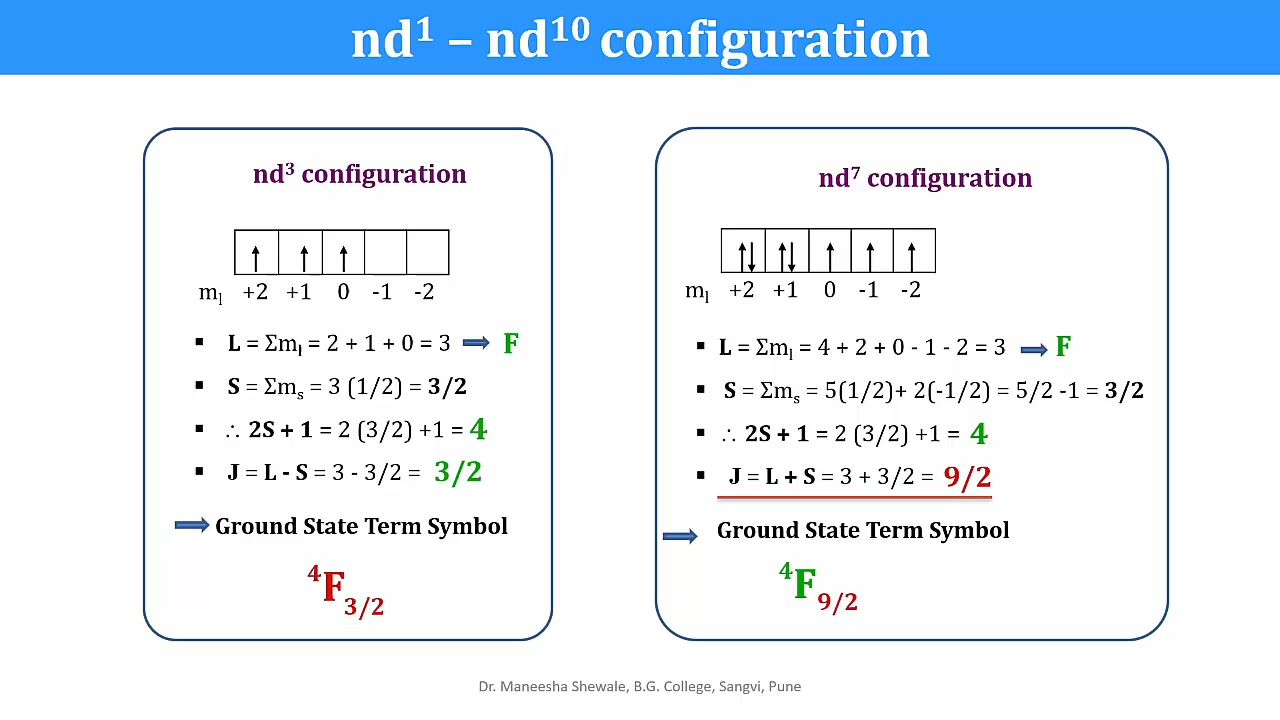 nd¹ – nd¹⁰ configuration
nd³ configuration
mₗ +2 +1 0 -1 -2
▪ L = Σmₗ = 2 + 1 + 0 = 3 F
▪ S = Σmₛ = 3 (1/2) = 3/2
▪ ∴ 2S + 1 = 2 (3/2) +1 = 4
▪ J = L - S = 3 - 3/2 = 3/2
Ground State Term Symbol
⁴F3/2
nd⁷ configuration
mₗ +2 +1 0 -1 -2
▪ L = Σmₗ = 4 + 2 + 0 - 1 - 2 = 3 F
▪ S = Σmₛ = 5(1/2)+ 2(-1/2) = 5/2 -1 = 3/2
▪ ∴ 2S + 1 = 2 (3/2) +1 = 4
▪ J = L + S = 3 + 3/2 = 9/2
Ground State Term Symbol
⁴F9/2
Dr. Maneesha Shewale, B.G. College, Sangvi, Pune